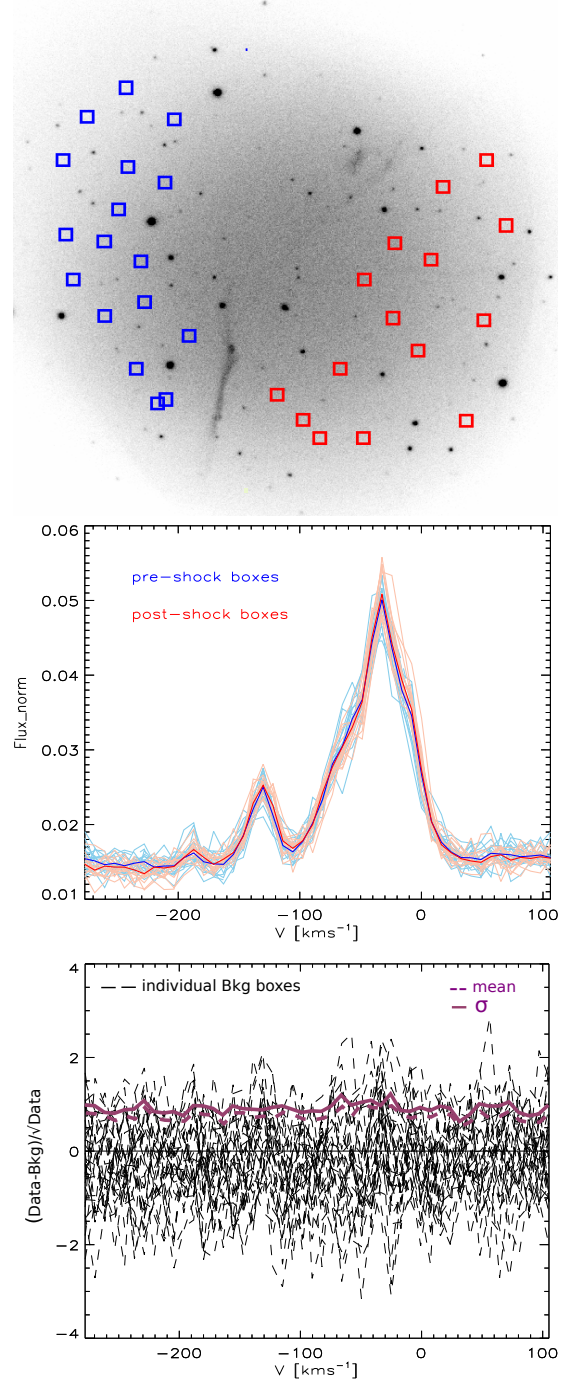 0.06
pre−shock boxes
post−shock boxes
0.05
0.04
Flux_norm
0.03
0.02
0.01
−200 −100 0 100
V [kms⁻¹]
4
individual Bkg boxes
mean
σ
2
(Data-Bkg)/√Data
0
−2
−4
−200 −100 0 100
V [kms⁻¹]